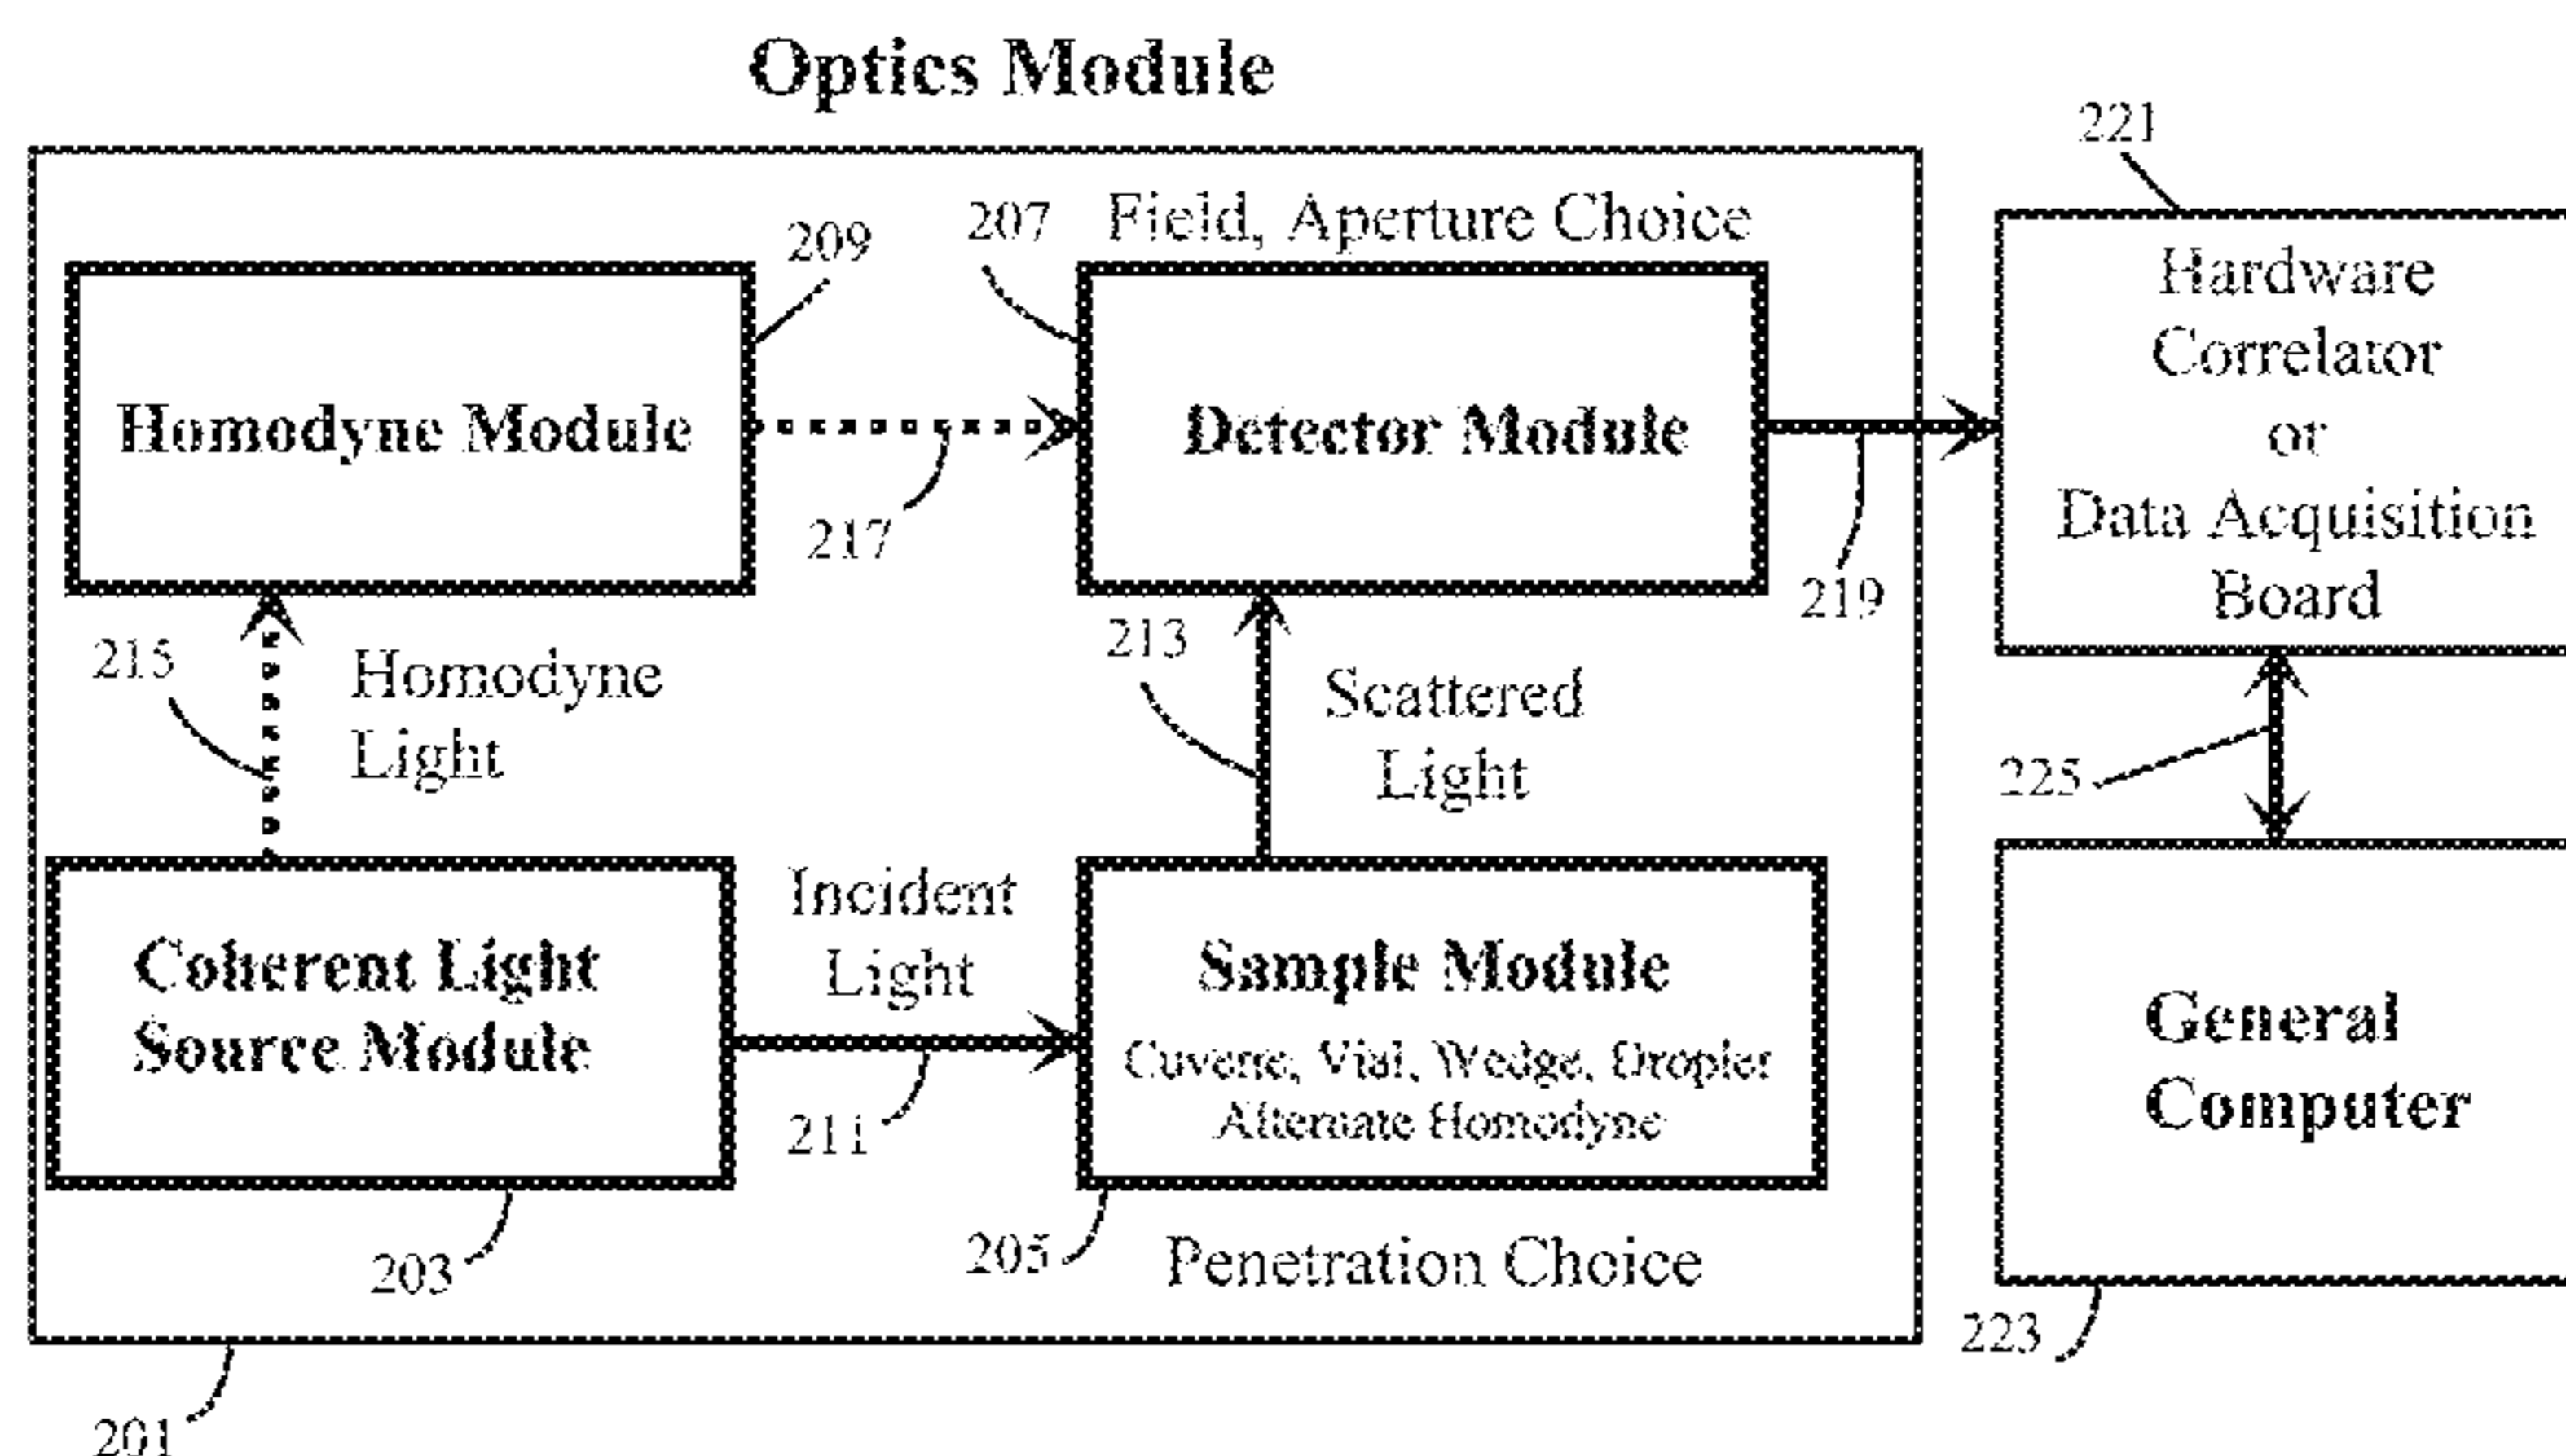 Optics Module
221
209
207
Field, Aperture Choice
Homodyne Module
Detector Module
Hardware
Correlator
or
Data Acquisition
Board
217
219
215
Homodyne
Light
213
Scattered
Light
225
Coherent Light
Source Module
Incident
Light
211
Sample Module
Cuvette, Vial, Wedge, Droplet
Alternate Homodyne
General
Computer
203
205
Penetration Choice
223
201